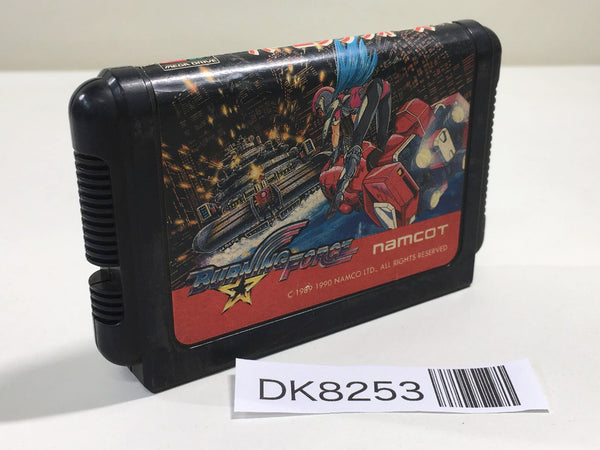 MEGA DRIVE
BURNING FORCE
namcoT
© 1989 1990 NAMCO LTD., ALL RIGHTS RESERVED
DK8253